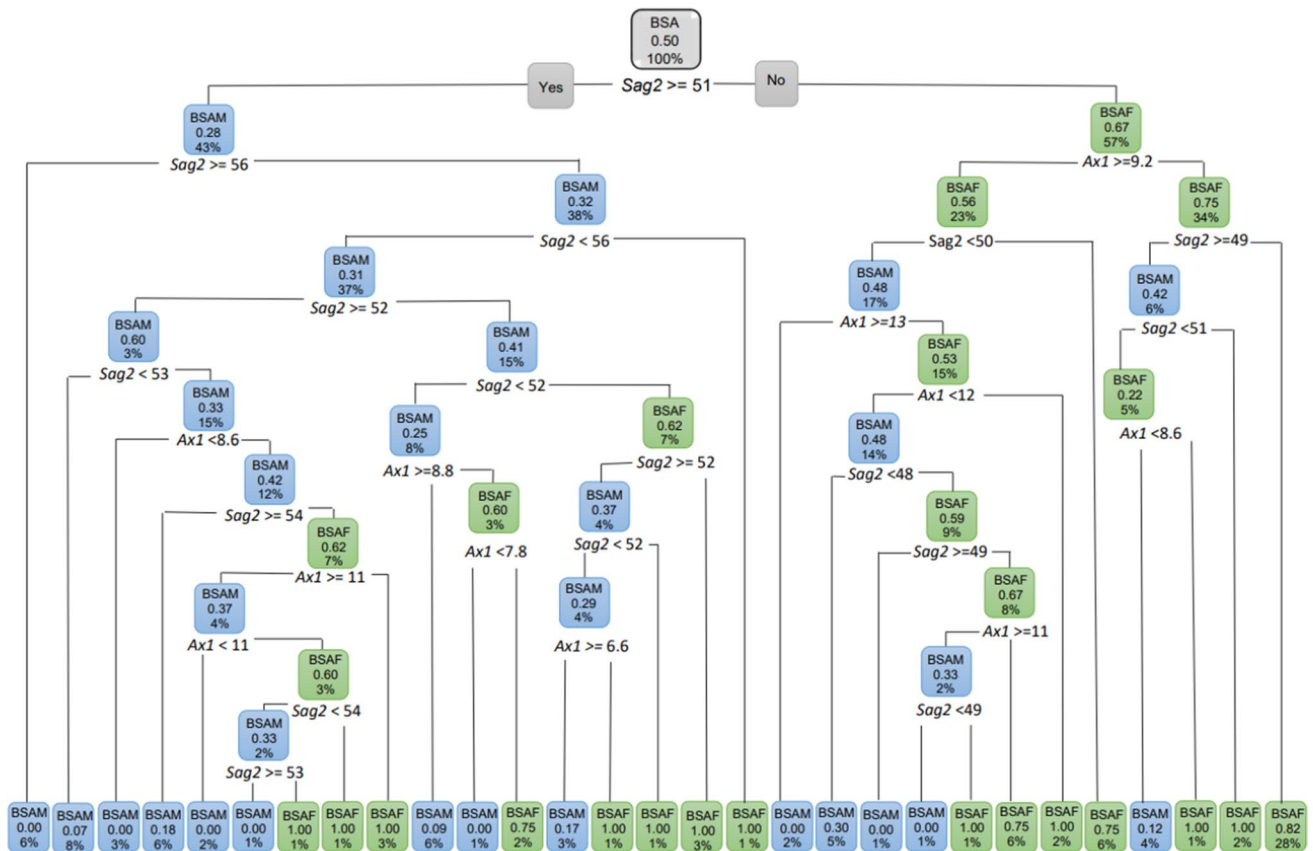 BSA
0.50
100%
Yes
Sag2 >= 51
No
BSAM
0.28
43%
Sag2 >= 56
BSAF
0.67
57%
Ax1 >=9.2
BSAM
0.32
38%
Sag2 < 56
BSAF
0.56
23%
Sag2 <50
BSAF
0.75
34%
Sag2 >=49
BSAM
0.31
37%
Sag2 >= 52
BSAM
0.48
17%
Ax1 >=13
BSAM
0.42
6%
Sag2 <51
BSAM
0.60
3%
Sag2 < 53
BSAM
0.41
15%
Sag2 < 52
BSAF
0.53
15%
Ax1 <12
BSAF
0.22
5%
Ax1 <8.6
BSAM
0.33
15%
Ax1 <8.6
BSAM
0.25
8%
Ax1 >=8.8
BSAF
0.62
7%
Sag2 >= 52
BSAM
0.48
14%
Sag2 <48
BSAM
0.42
12%
Sag2 >= 54
BSAF
0.60
3%
Ax1 <7.8
BSAM
0.37
4%
Sag2 < 52
BSAF
0.59
9%
Sag2 >=49
BSAF
0.62
7%
Ax1 >= 11
BSAM
0.29
4%
Ax1 >= 6.6
BSAF
0.67
8%
Ax1 >=11
BSAM
0.37
4%
Ax1 < 11
BSAF
0.60
3%
Sag2 < 54
BSAM
0.33
2%
Sag2 <49
BSAM
0.33
2%
Sag2 >= 53
BSAM BSAM BSAM BSAM BSAM BSAM BSAF BSAF BSAF BSAM BSAM BSAF BSAM BSAF BSAF BSAF BSAF BSAM BSAM BSAM BSAM BSAF BSAF BSAF BSAF BSAM BSAF BSAF BSAF
0.00 0.07 0.00 0.18 0.00 0.00 1.00 1.00 1.00 0.09 0.00 0.75 0.17 1.00 1.00 1.00 1.00 0.00 0.30 0.00 0.00 1.00 0.75 1.00 0.75 0.12 1.00 1.00 0.82
6% 8% 3% 6% 2% 1% 1% 1% 3% 6% 1% 2% 3% 1% 1% 3% 1 % 2% 5% 1% 1% 1% 6% 2% 6% 4% 1% 2% 28%